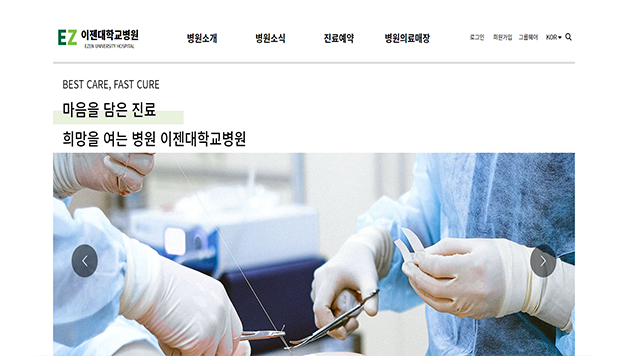 EZ 이젠대학교병원
EZEN UNIVERSITY HOSPITAL
병원소개 병원소식 진료예약 병원의료매장
로그인 회원가입 그룹웨어 KOR
BEST CARE, FAST CURE
마음을 담은 진료
희망을 여는 병원 이젠대학교병원